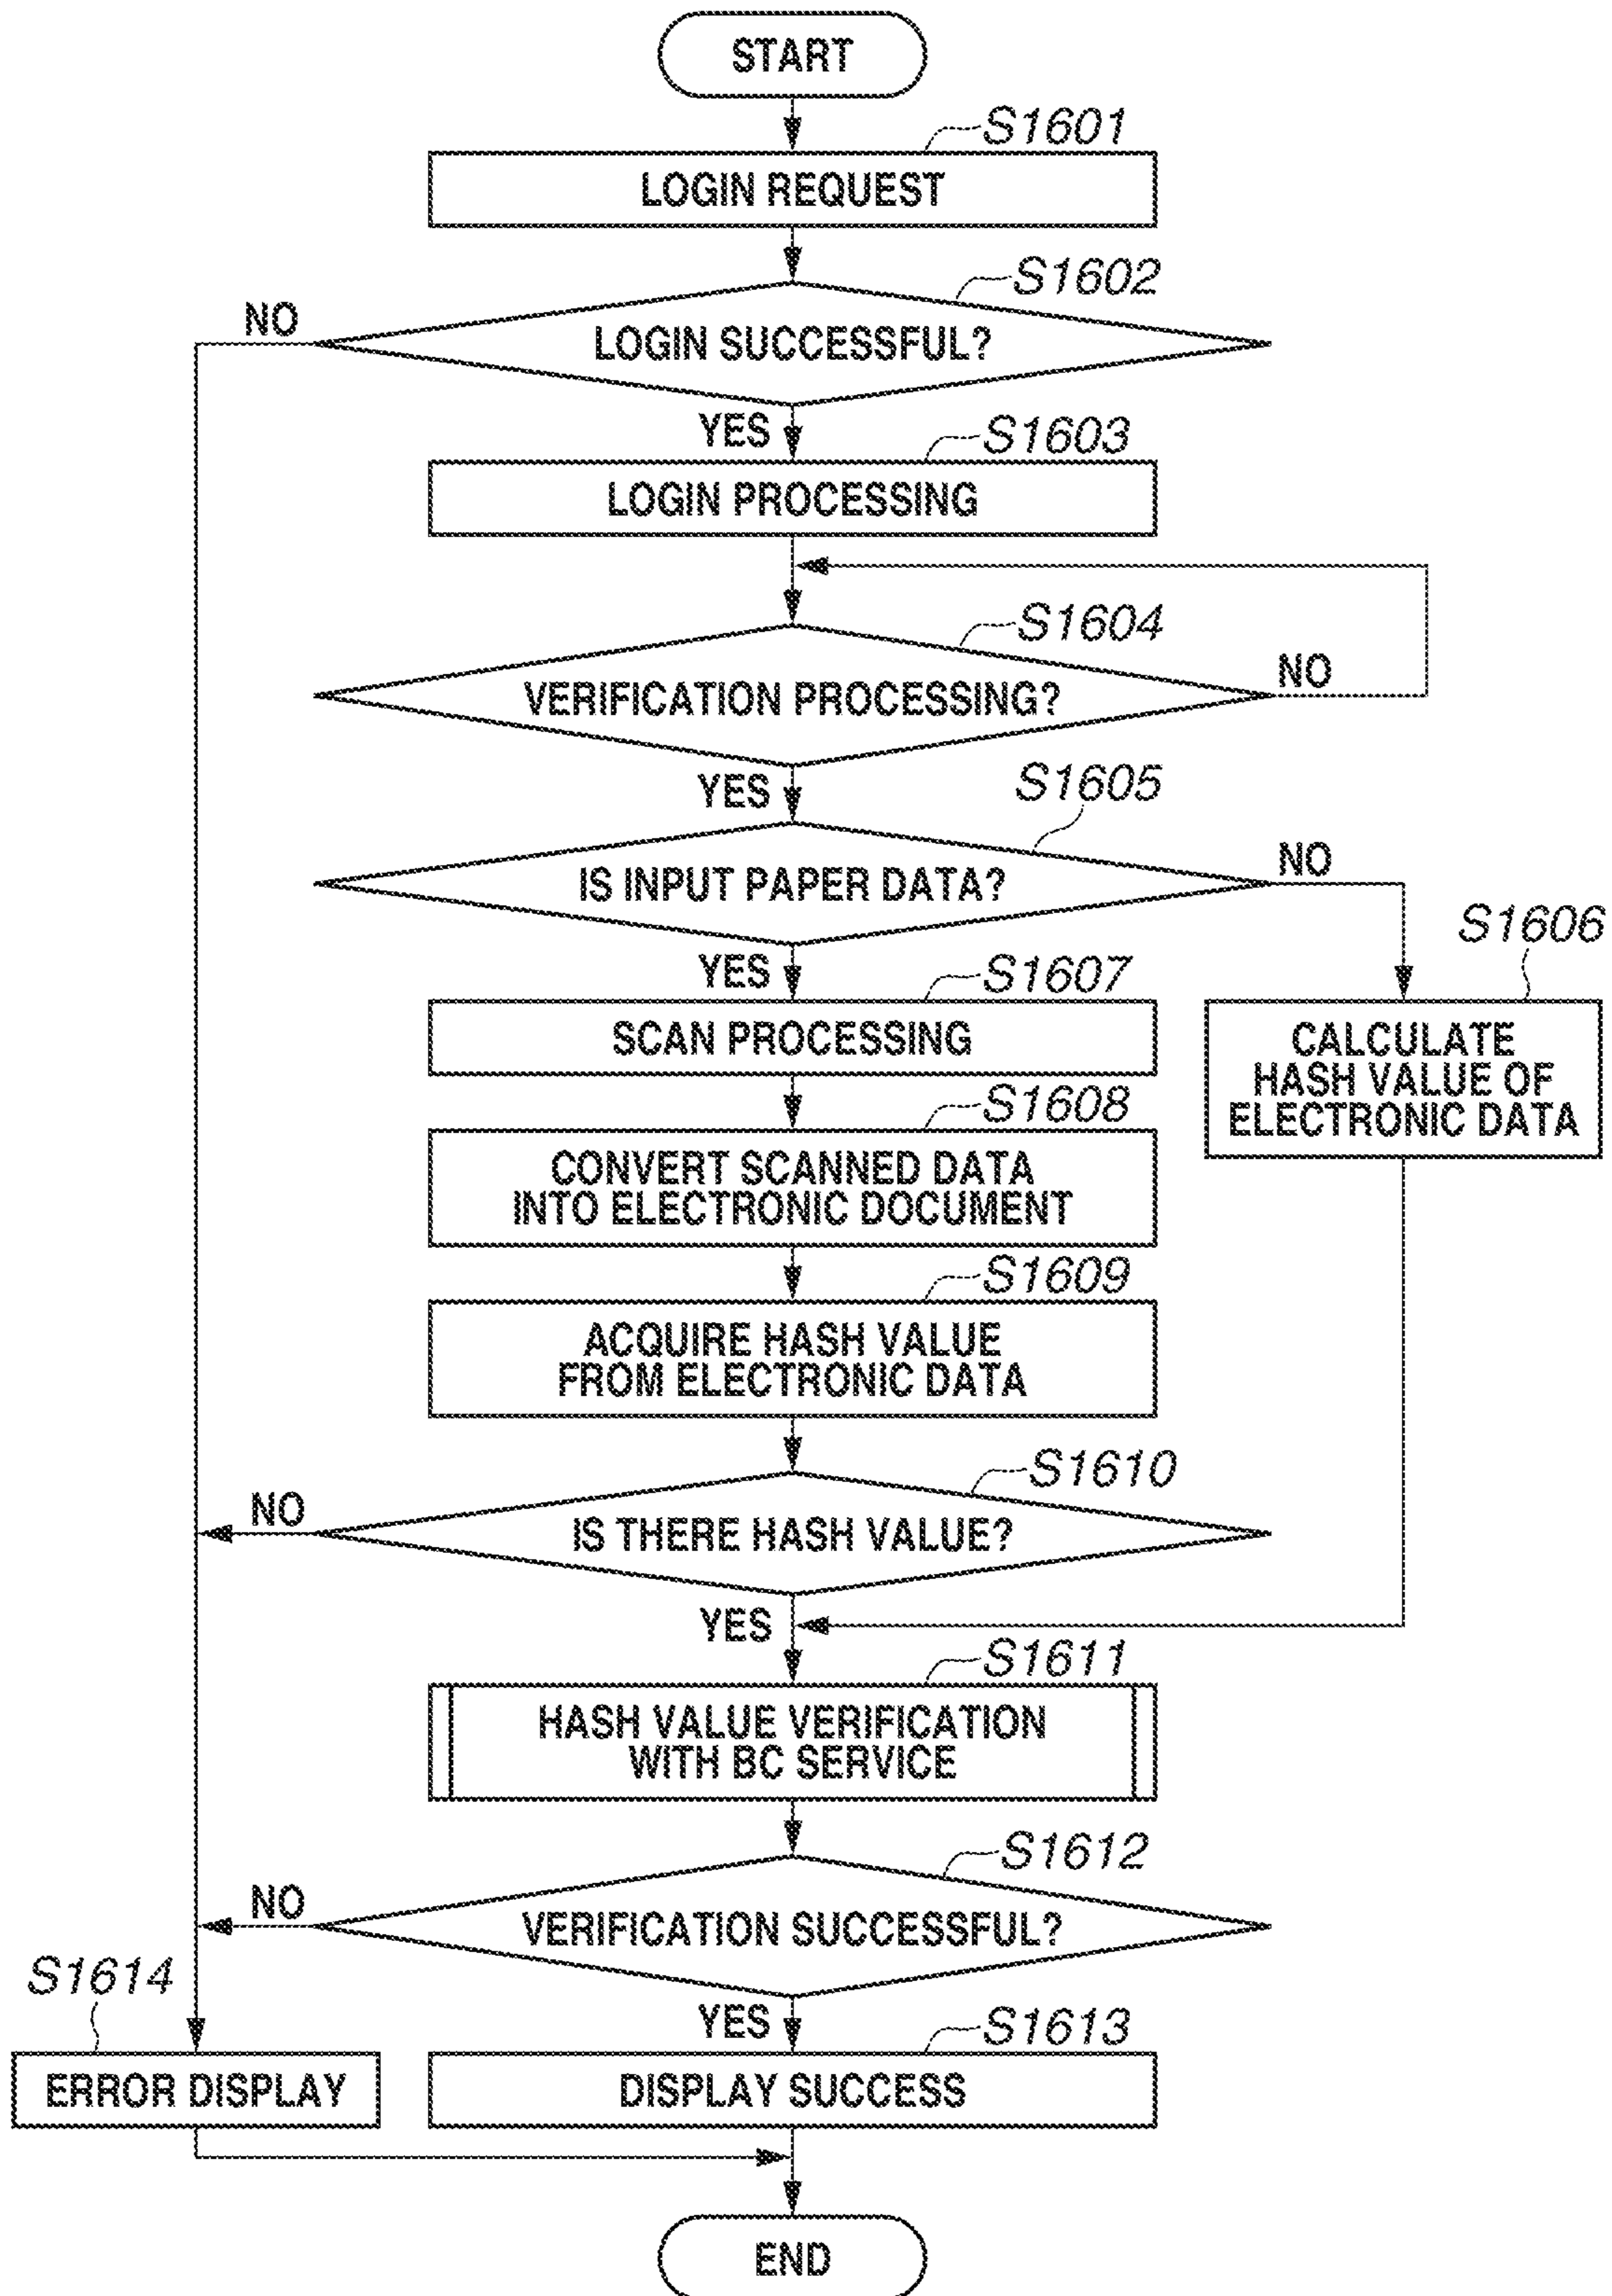 START
S1601
LOGIN REQUEST
S1602
NO
LOGIN SUCCESSFUL?
YES
S1603
LOGIN PROCESSING
S1604
VERIFICATION PROCESSING?
NO
YES
S1605
IS INPUT PAPER DATA?
NO
S1606
YES
S1607
SCAN PROCESSING
CALCULATE
HASH VALUE OF
ELECTRONIC DATA
S1608
CONVERT SCANNED DATA
INTO ELECTRONIC DOCUMENT
S1609
ACQUIRE HASH VALUE
FROM ELECTRONIC DATA
S1610
NO
IS THERE HASH VALUE?
YES
S1611
HASH VALUE VERIFICATION
WITH BC SERVICE
S1612
NO
VERIFICATION SUCCESSFUL?
S1614
YES
S1613
ERROR DISPLAY
DISPLAY SUCCESS
END